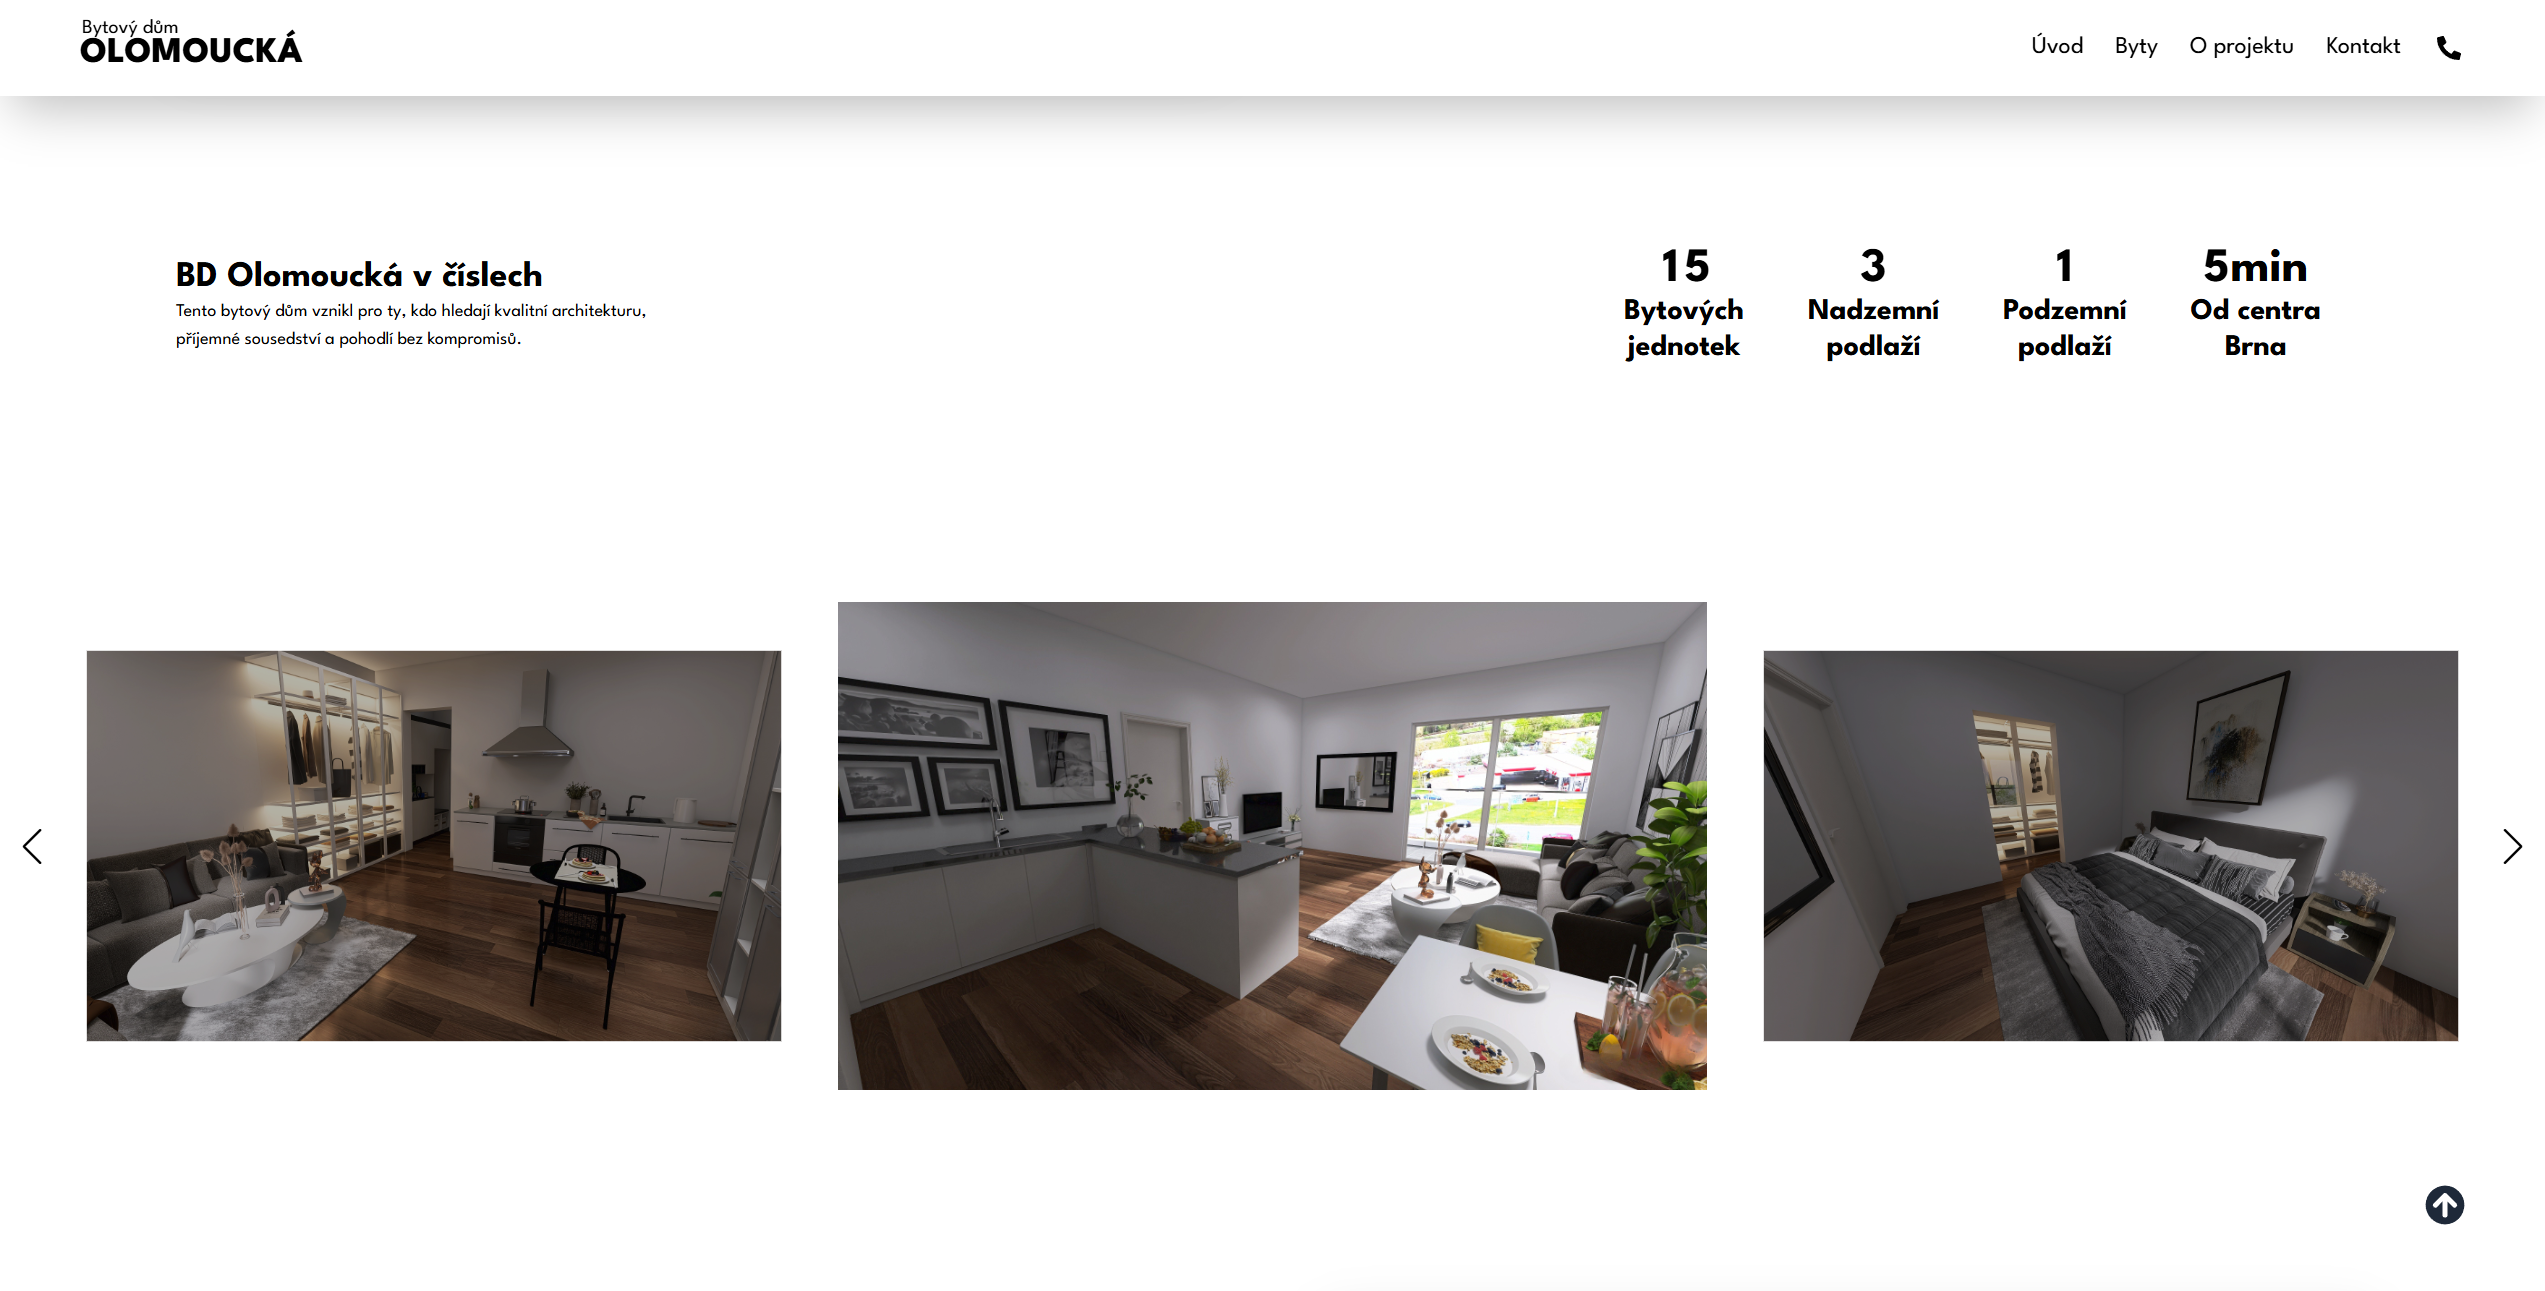 Bytový dům
OLOMOUCKÁ
Úvod
Byty
O projektu
Kontakt
BD Olomoucká v číslech
Tento bytový dům vznikl pro ty, kdo hledají kvalitní architekturu,
příjemné sousedství a pohodlí bez kompromisů.
15
Bytových
jednotek
3
Nadzemní
podlaží
1
Podzemní
podlaží
5min
Od centra
Brna